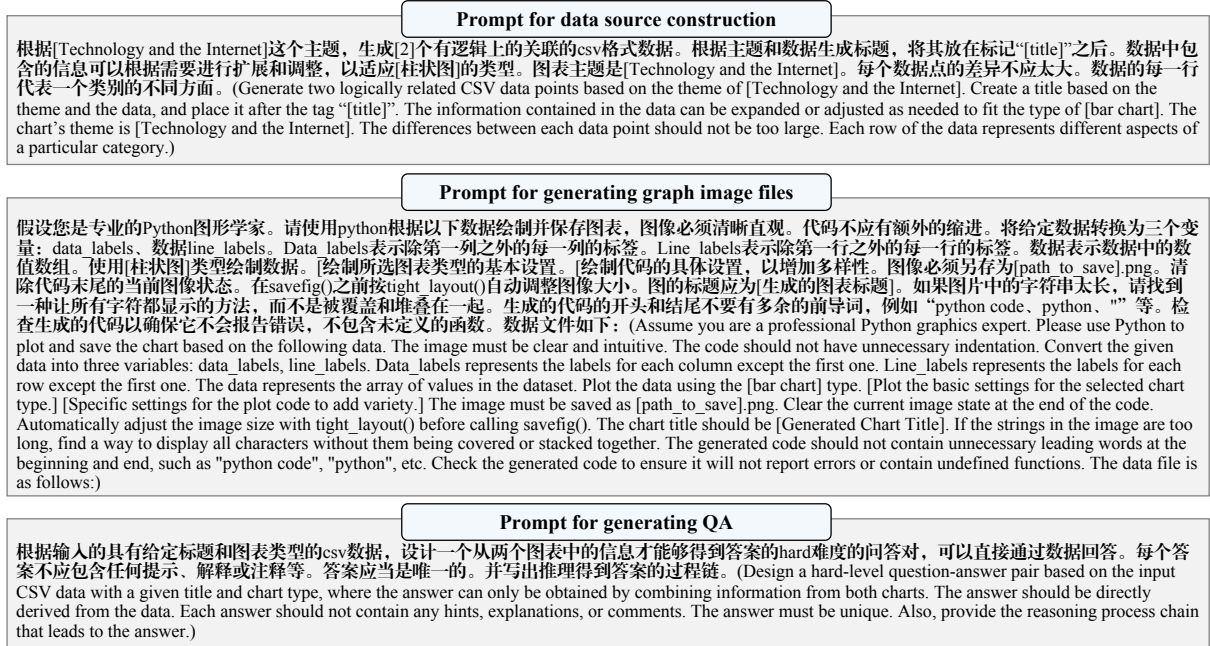 Prompt for data source construction
根据[Technology and the Internet]这个主题，生成[2]个有逻辑上的关联的csv格式数据。根据主题和数据生成标题，将其放在标记“[title]”之后。数据中包
含的信息可以根据需要进行扩展和调整，以适应[柱状图]的类型。图表主题是[Technology and the Internet]。每个数据点的差异不应太大。数据的每一行
代表一个类别的不同方面。(Generate two logically related CSV data points based on the theme of [Technology and the Internet]. Create a title based on the
theme and the data, and place it after the tag “[title]”. The information contained in the data can be expanded or adjusted as needed to fit the type of [bar chart]. The
chart’s theme is [Technology and the Internet]. The differences between each data point should not be too large. Each row of the data represents different aspects of
a particular category.)
Prompt for generating graph image files
假设您是专业的Python图形学家。请使用python根据以下数据绘制并保存图表，图像必须清晰直观。代码不应有额外的缩进。将给定数据转换为三个变
量：data_labels、数据line_labels。Data_labels表示除第一列之外的每一列的标签。Line_labels表示除第一行之外的每一行的标签。数据表示数据中的数
值数组。使用[柱状图]类型绘制数据。[绘制所选图表类型的基本设置。[绘制代码的具体设置，以增加多样性。图像必须另存为[path_to_save].png。清
除代码末尾的当前图像状态。在savefig()之前按tight_layout()自动调整图像大小。图的标题应为[生成的图表标题]。如果图片中的字符串太长，请找到
一种让所有字符都显示的方法，而不是被覆盖和堆叠在一起。生成的代码的开头和结尾不要有多余的前导词，例如“python code、python、"”等。检
查生成的代码以确保它不会报告错误，不包含未定义的函数。数据文件如下：(Assume you are a professional Python graphics expert. Please use Python to
plot and save the chart based on the following data. The image must be clear and intuitive. The code should not have unnecessary indentation. Convert the given
data into three variables: data_labels, line_labels. Data_labels represents the labels for each column except the first one. Line_labels represents the labels for each
row except the first one. The data represents the array of values in the dataset. Plot the data using the [bar chart] type. [Plot the basic settings for the selected chart
type.] [Specific settings for the plot code to add variety.] The image must be saved as [path_to_save].png. Clear the current image state at the end of the code.
Automatically adjust the image size with tight_layout() before calling savefig(). The chart title should be [Generated Chart Title]. If the strings in the image are too
long, find a way to display all characters without them being covered or stacked together. The generated code should not contain unnecessary leading words at the
beginning and end, such as "python code", "python", etc. Check the generated code to ensure it will not report errors or contain undefined functions. The data file is
as follows:)
Prompt for generating QA
根据输入的具有给定标题和图表类型的csv数据，设计一个从两个图表中的信息才能够得到答案的hard难度的问答对，可以直接通过数据回答。每个答
案不应包含任何提示、解释或注释等。答案应当是唯一的。并写出推理得到答案的过程链。(Design a hard-level question-answer pair based on the input
CSV data with a given title and chart type, where the answer can only be obtained by combining information from both charts. The answer should be directly
derived from the data. Each answer should not contain any hints, explanations, or comments. The answer must be unique. Also, provide the reasoning process chain
that leads to the answer.)